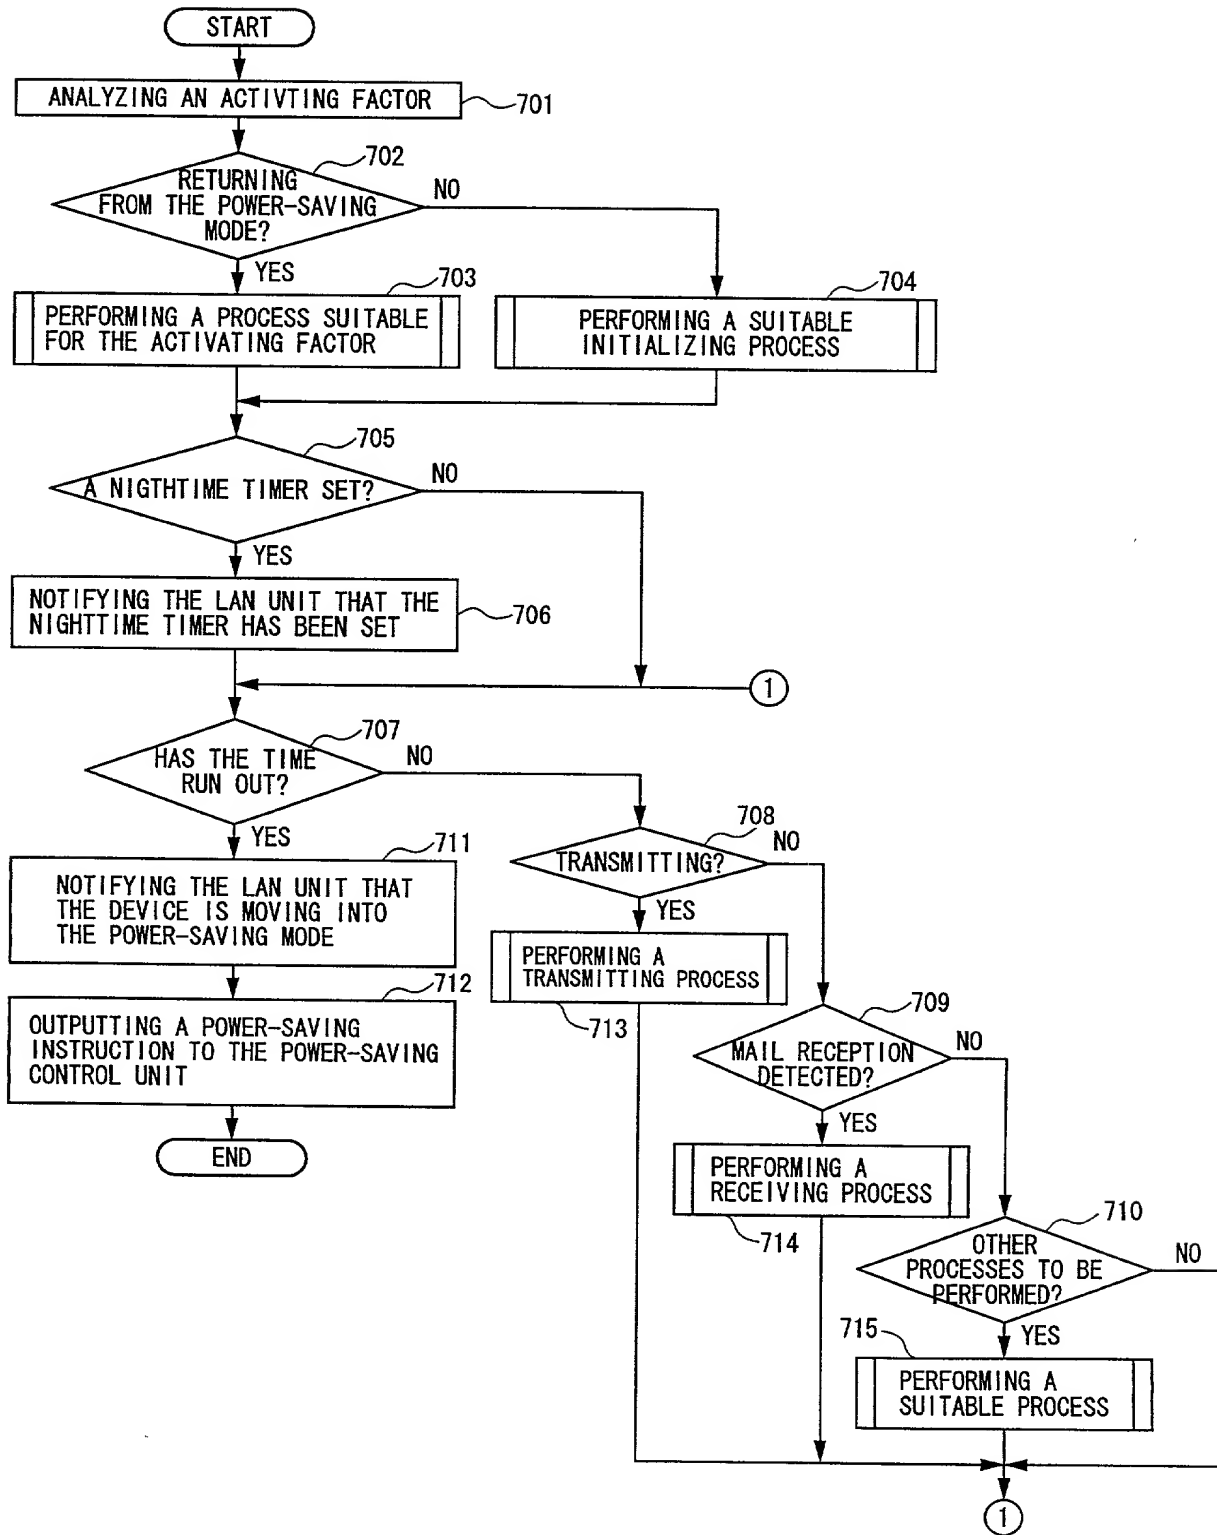 START
ANALYZING AN ACTIVTING FACTOR
701
702
RETURNING
FROM THE POWER-SAVING
MODE?
NO
YES
703
PERFORMING A PROCESS SUITABLE
FOR THE ACTIVATING FACTOR
704
PERFORMING A SUITABLE
INITIALIZING PROCESS
705
A NIGTHTIME TIMER SET?
NO
YES
NOTIFYING THE LAN UNIT THAT THE
NIGHTTIME TIMER HAS BEEN SET
706
1
707
HAS THE TIME
RUN OUT?
NO
YES
711
NOTIFYING THE LAN UNIT THAT
THE DEVICE IS MOVING INTO
THE POWER-SAVING MODE
712
OUTPUTTING A POWER-SAVING
INSTRUCTION TO THE POWER-SAVING
CONTROL UNIT
END
708
TRANSMITTING?
NO
YES
PERFORMING A
TRANSMITTING PROCESS
713
709
MAIL RECEPTION
DETECTED?
NO
YES
PERFORMING A
RECEIVING PROCESS
714
710
OTHER
PROCESSES TO BE
PERFORMED?
NO
YES
715
PERFORMING A
SUITABLE PROCESS
1